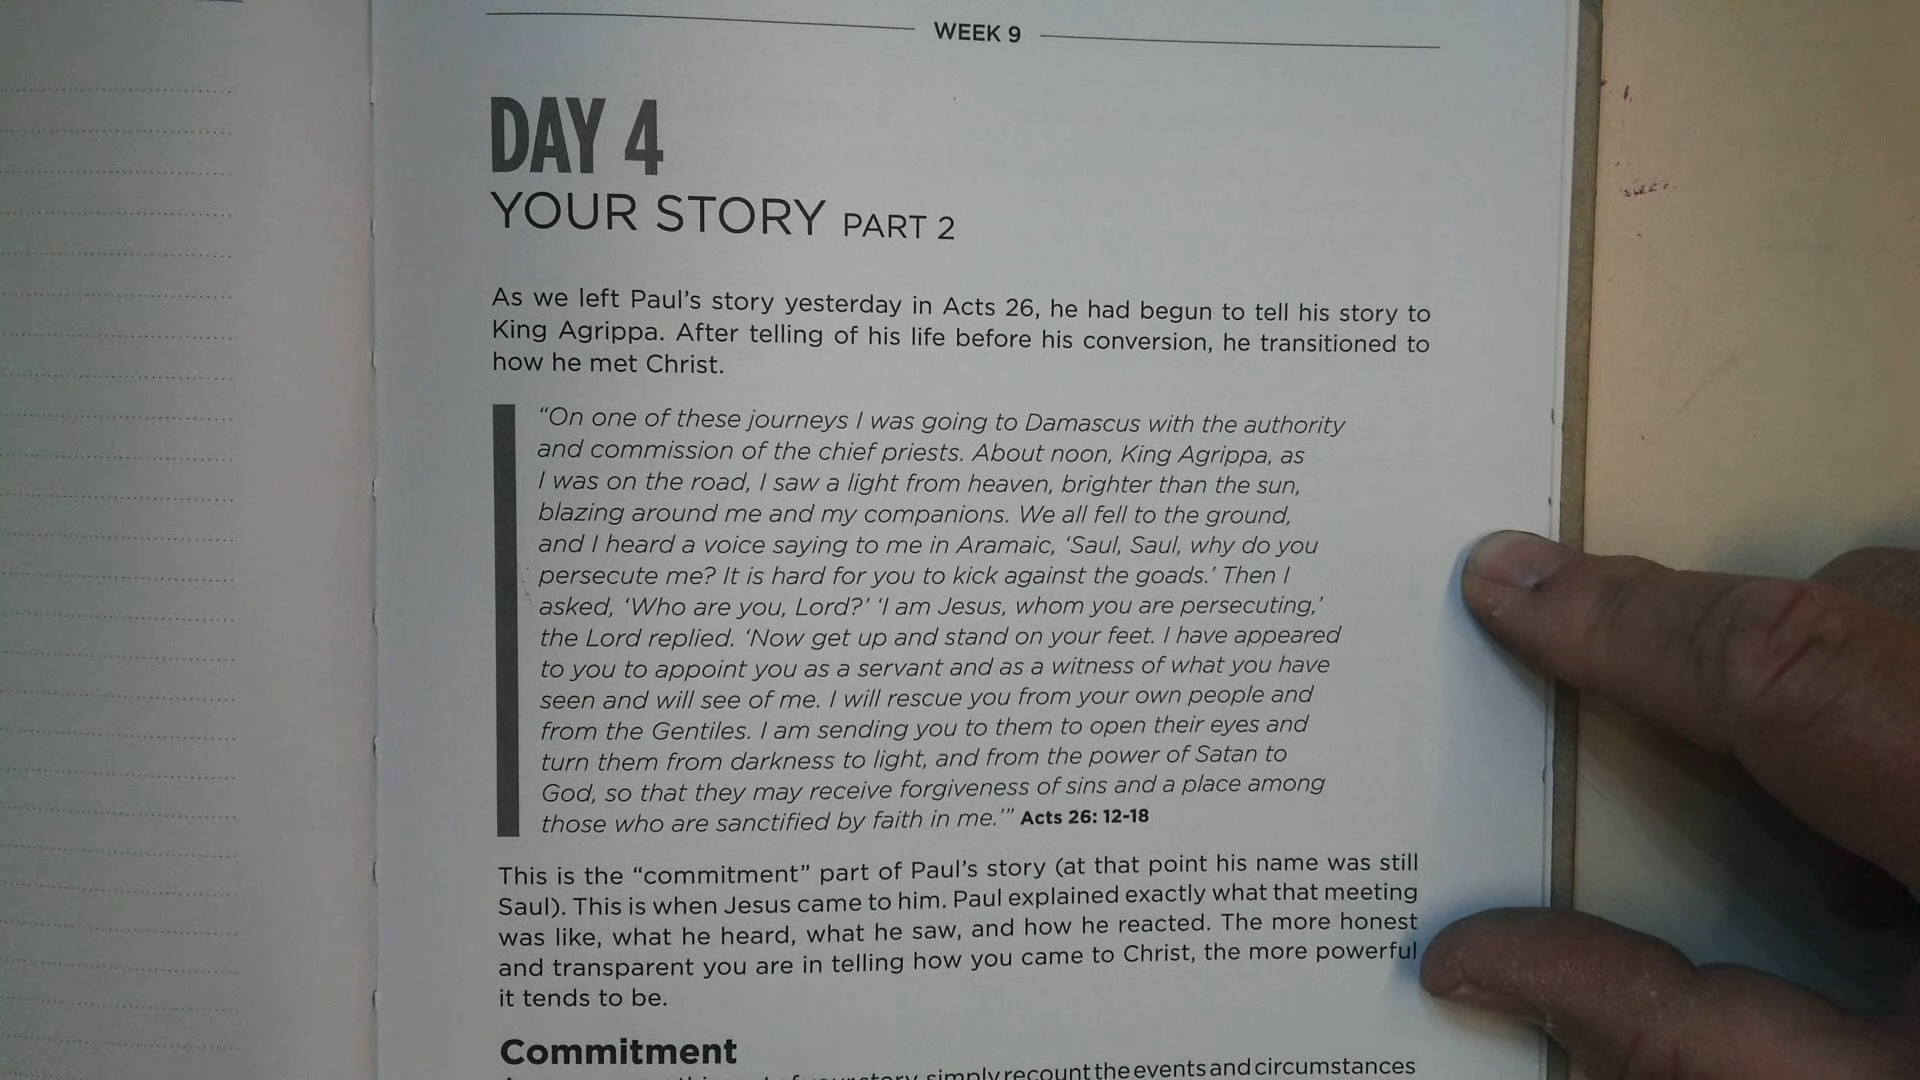 WEEK 9
DAY 4
YOUR STORY PART 2
As we left Paul's story yesterday in Acts 26, he had begun to tell his story to
King Agrippa. After telling of his life before his conversion, he transitioned to
how he met Christ.
“On one of these journeys I was going to Damascus with the authority
and commission of the chief priests. About noon, King Agrippa, as
I was on the road, I saw a light from heaven, brighter than the sun,
blazing around me and my companions. We all fell to the ground,
and I heard a voice saying to me in Aramaic, ‘Saul, Saul, why do you
persecute me? It is hard for you to kick against the goads.’ Then I
asked, ‘Who are you, Lord?’ ‘I am Jesus, whom you are persecuting,’
the Lord replied. ‘Now get up and stand on your feet. I have appeared
to you to appoint you as a servant and as a witness of what you have
seen and will see of me. I will rescue you from your own people and
from the Gentiles. I am sending you to them to open their eyes and
turn them from darkness to light, and from the power of Satan to
God, so that they may receive forgiveness of sins and a place among
those who are sanctified by faith in me.’” Acts 26: 12-18
This is the “commitment” part of Paul's story (at that point his name was still
Saul). This is when Jesus came to him. Paul explained exactly what that meeting
was like, what he heard, what he saw, and how he reacted. The more honest
and transparent you are in telling how you came to Christ, the more powerful
it tends to be.
Commitment
story, simply recount the events and circumstances